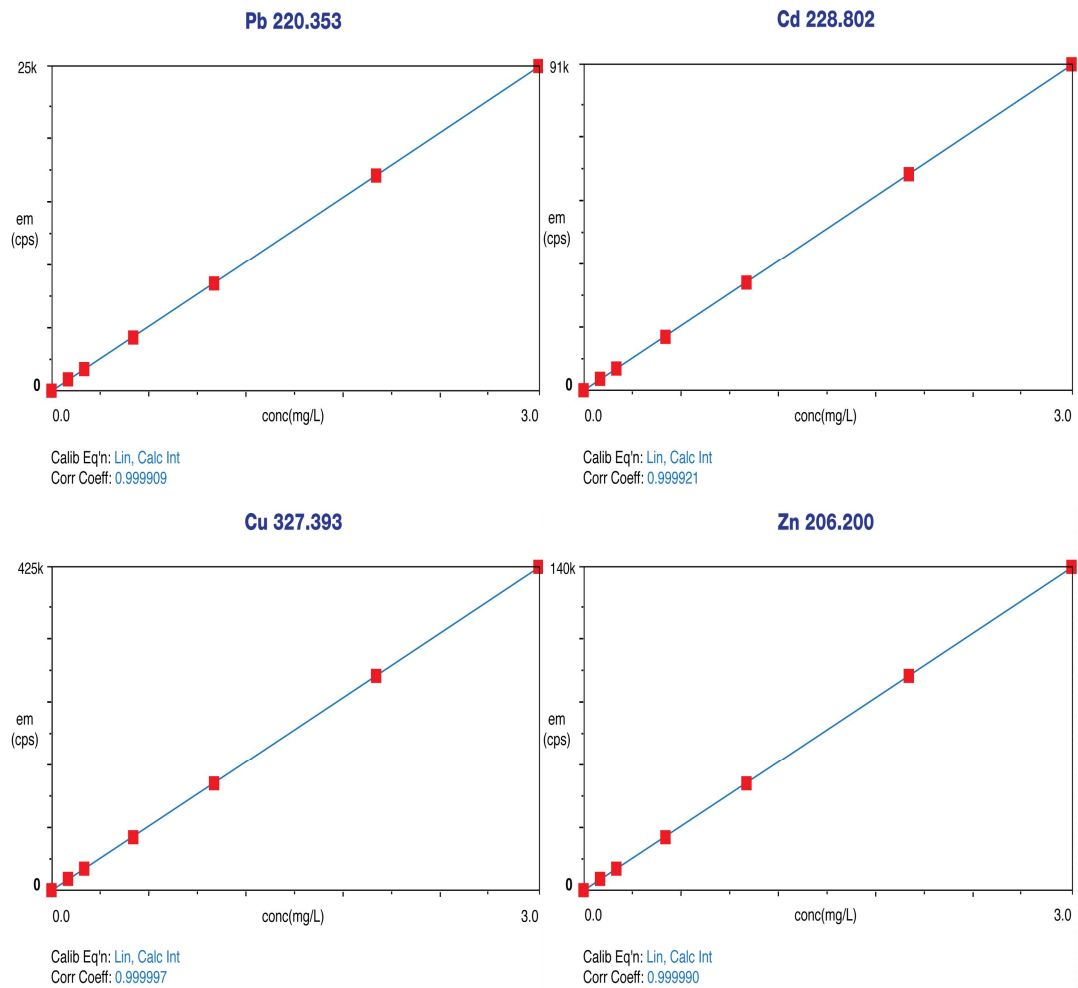 Pb 220.353
25k
em
(cps)
0
0.0 conc(mg/L) 3.0
Calib Eq'n: Lin, Calc Int
Corr Coeff: 0.999909
Cd 228.802
91k
em
(cps)
0
0.0 conc(mg/L) 3.0
Calib Eq'n: Lin, Calc Int
Corr Coeff: 0.999921
Cu 327.393
425k
em
(cps)
0
0.0 conc(mg/L) 3.0
Calib Eq'n: Lin, Calc Int
Corr Coeff: 0.999997
Zn 206.200
140k
em
(cps)
0
0.0 conc(mg/L) 3.0
Calib Eq'n: Lin, Calc Int
Corr Coeff: 0.999990